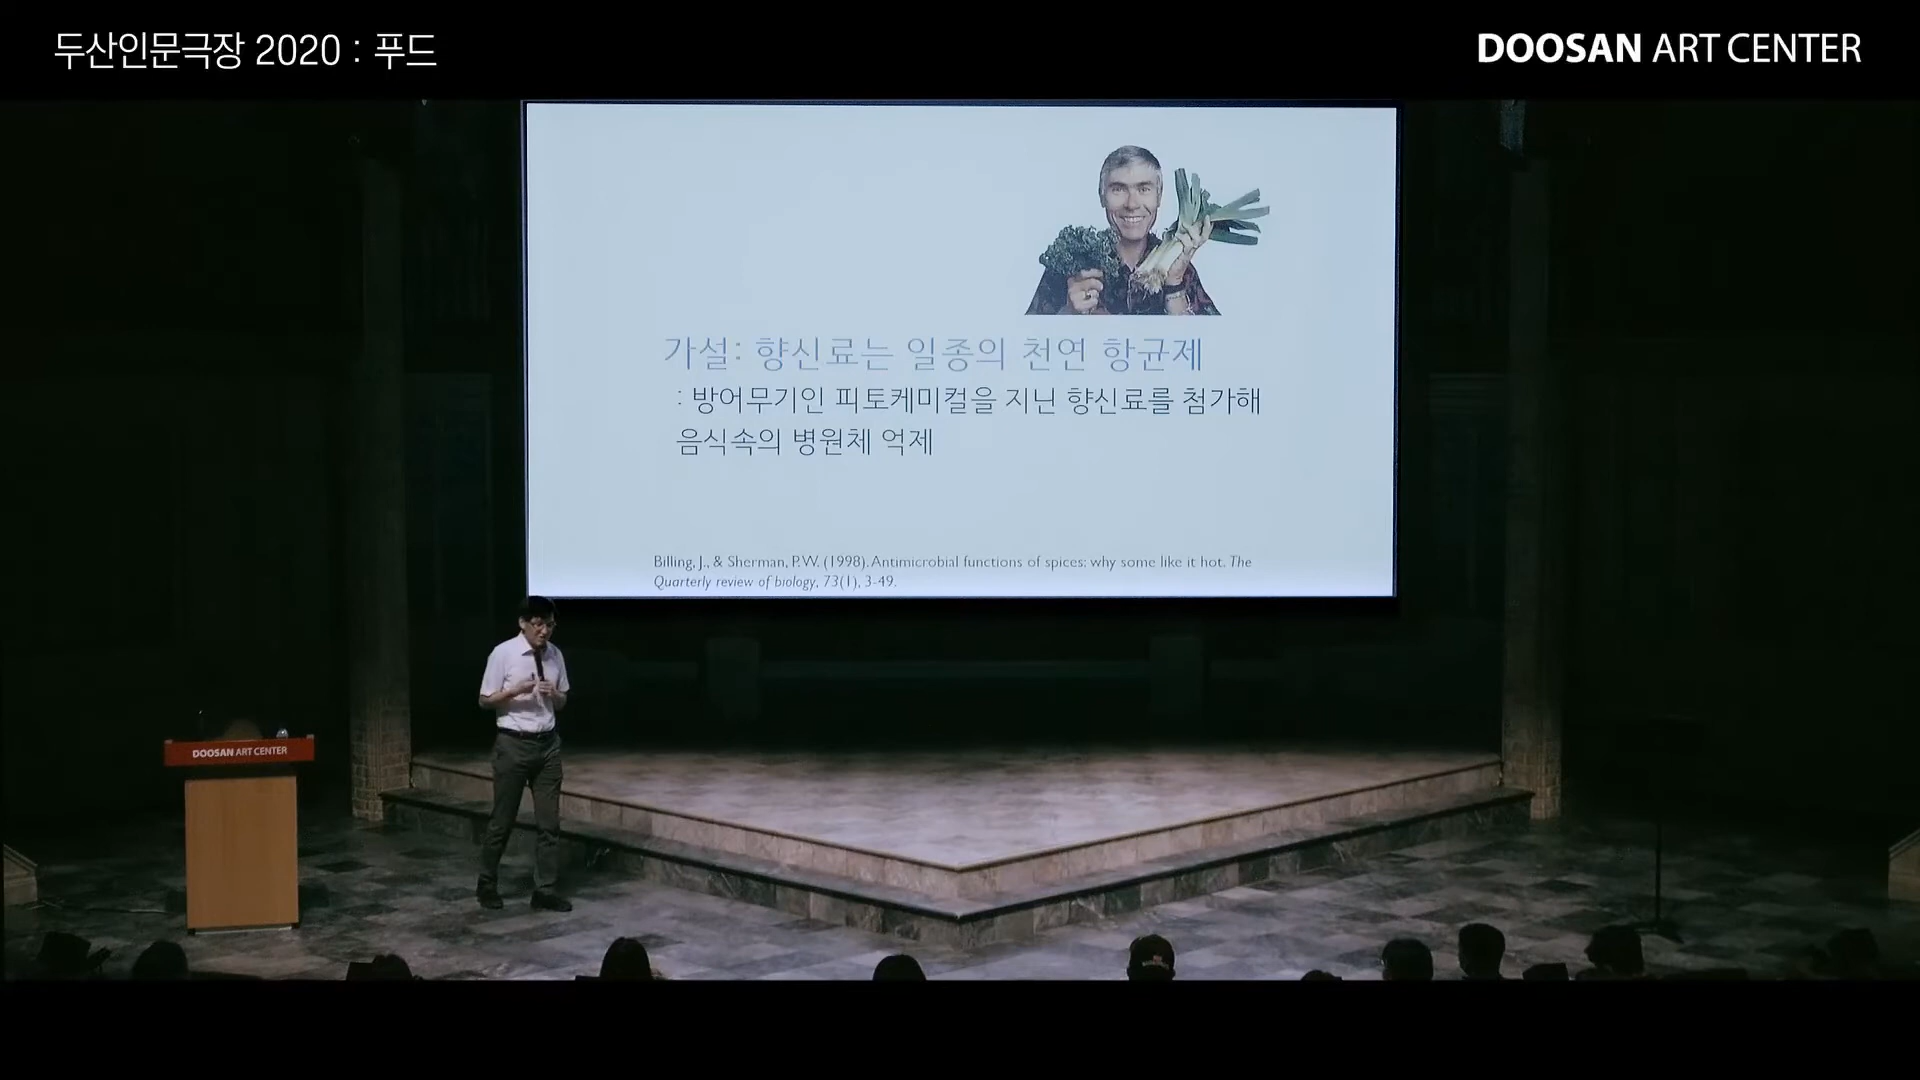 두산인문극장 2020 : 푸드
DOOSAN ART CENTER
가설: 향신료는 일종의 천연 항균제
: 방어무기인 피토케미컬을 지닌 향신료를 첨가해
음식속의 병원체 억제
Billing, J., & Sherman, P. W. (1998). Antimicrobial functions of spices: why some like it hot. The
Quarterly review of biology, 73(1), 3-49.
DOOSAN ART CENTER